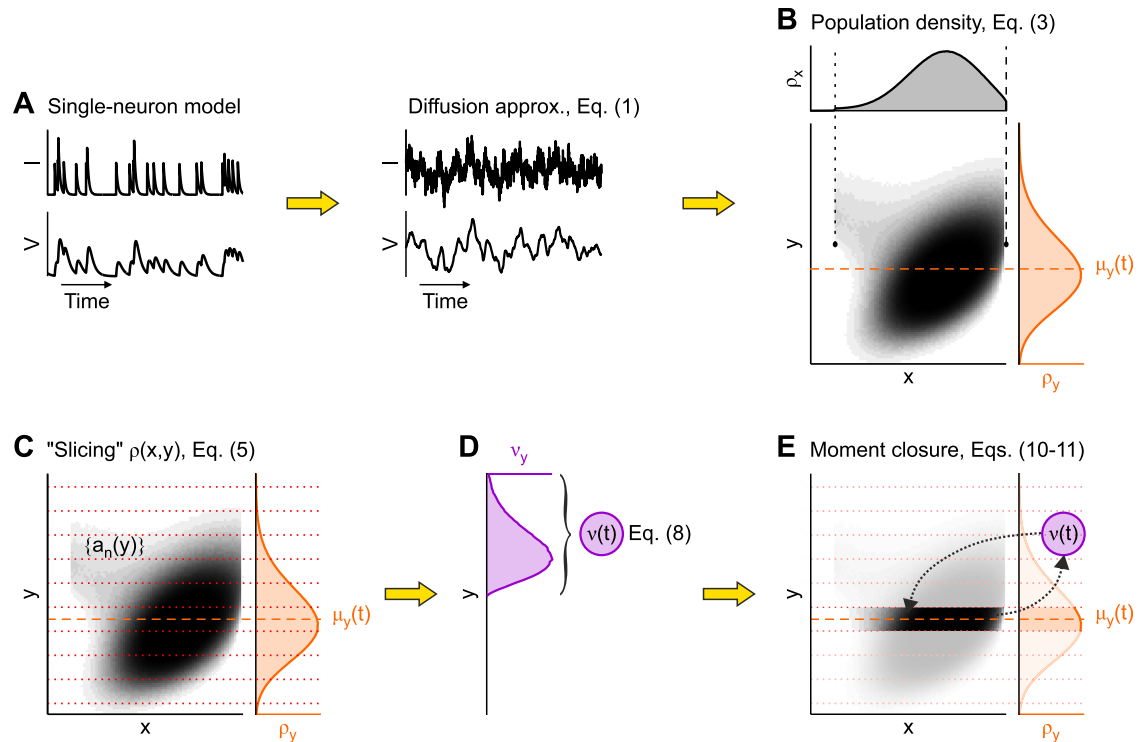 A Single-neuron model
I
V
Time
Diffusion approx., Eq. (1)
I
V
Time
B Population density, Eq. (3)
ρx
y
μy(t)
x
ρy
C "Slicing" ρ(x,y), Eq. (5)
{an(y)}
y
μy(t)
x
ρy
D
νy
ν(t) Eq. (8)
y
E Moment closure, Eqs. (10-11)
ν(t)
y
μy(t)
x
ρy